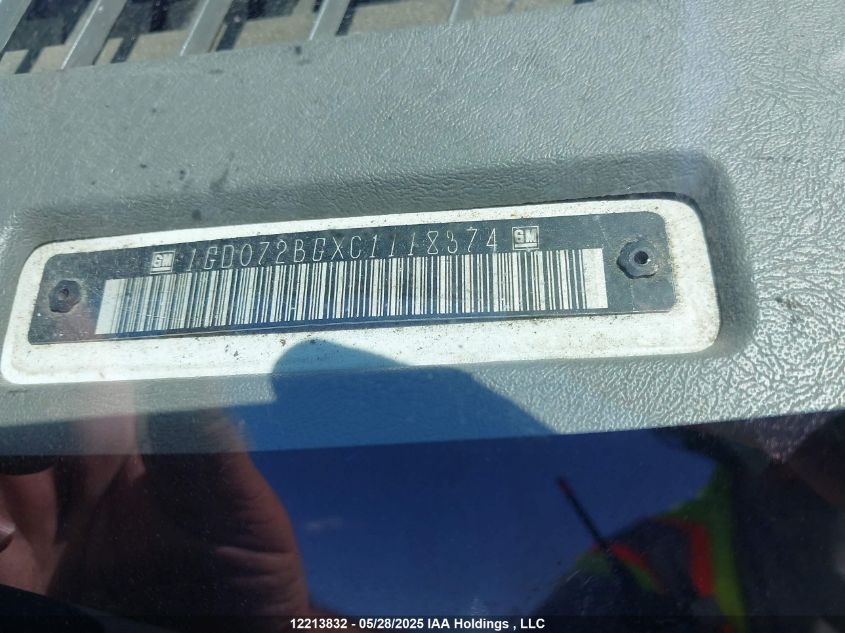 GM 1GD072BGXC1118374 GM
12213832 - 05/28/2025 IAA Holdings , LLC